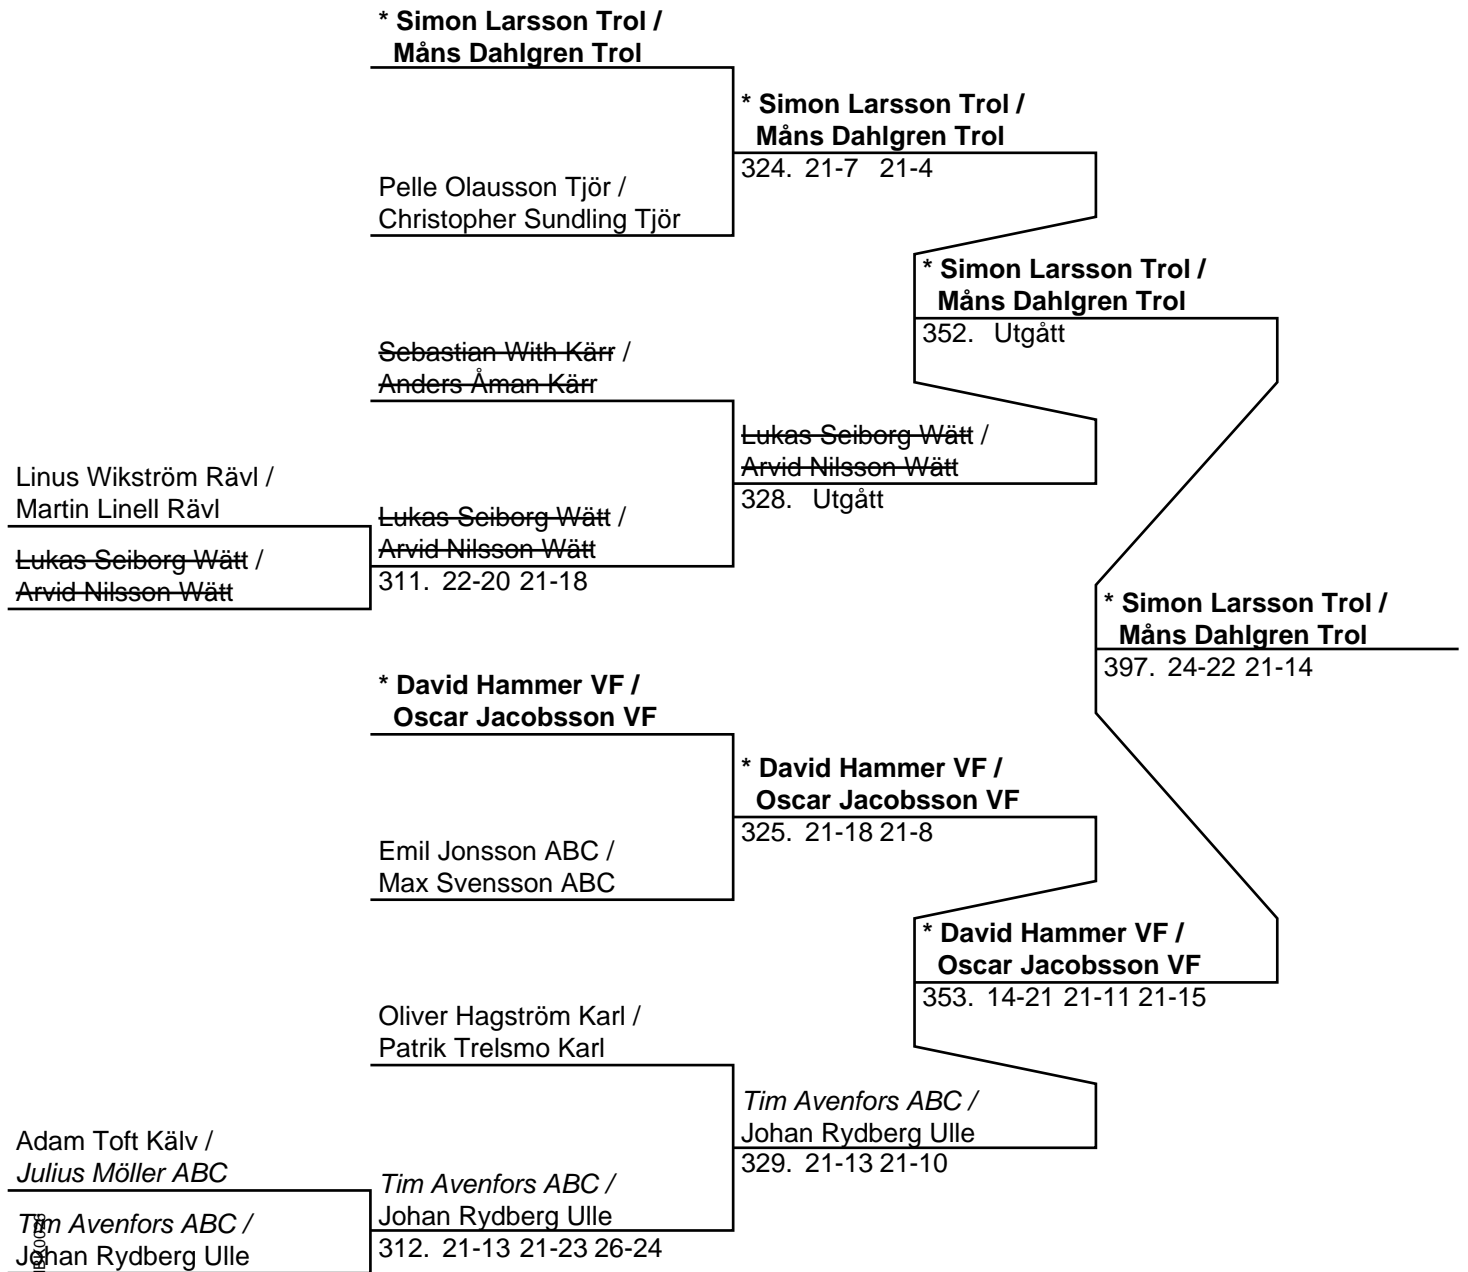 * Simon Larsson Trol /
Måns Dahlgren Trol
* Simon Larsson Trol /
Måns Dahlgren Trol
324. 21-7 21-4
Pelle Olausson Tjör /
Christopher Sundling Tjör
* Simon Larsson Trol /
Måns Dahlgren Trol
352. Utgått
Sebastian With Kärr /
Anders Åman Kärr
Lukas Seiborg Wätt /
Arvid Nilsson Wätt
328. Utgått
Linus Wikström Rävl /
Martin Linell Rävl
Lukas Seiborg Wätt /
Arvid Nilsson Wätt
311. 22-20 21-18
Lukas Seiborg Wätt /
Arvid Nilsson Wätt
* Simon Larsson Trol /
Måns Dahlgren Trol
397. 24-22 21-14
* David Hammer VF /
Oscar Jacobsson VF
* David Hammer VF /
Oscar Jacobsson VF
325. 21-18 21-8
Emil Jonsson ABC /
Max Svensson ABC
* David Hammer VF /
Oscar Jacobsson VF
353. 14-21 21-11 21-15
Oliver Hagström Karl /
Patrik Trelsmo Karl
Tim Avenfors ABC /
Johan Rydberg Ulle
329. 21-13 21-10
Adam Toft Kälv /
Julius Möller ABC
Tim Avenfors ABC /
Johan Rydberg Ulle
312. 21-13 21-23 26-24
Tim Avenfors ABC /
Johan Rydberg Ulle